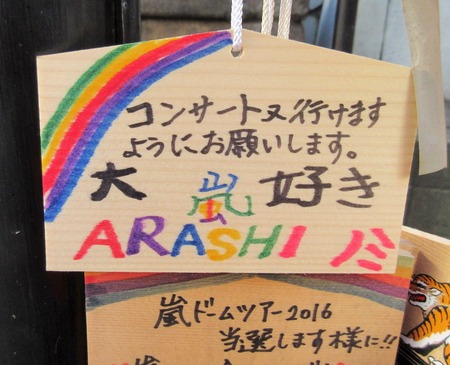 コンサート又行けます
ようにお願いします。
大嵐好き
ARASHI
嵐ドームツアー2016
当選します様に!!